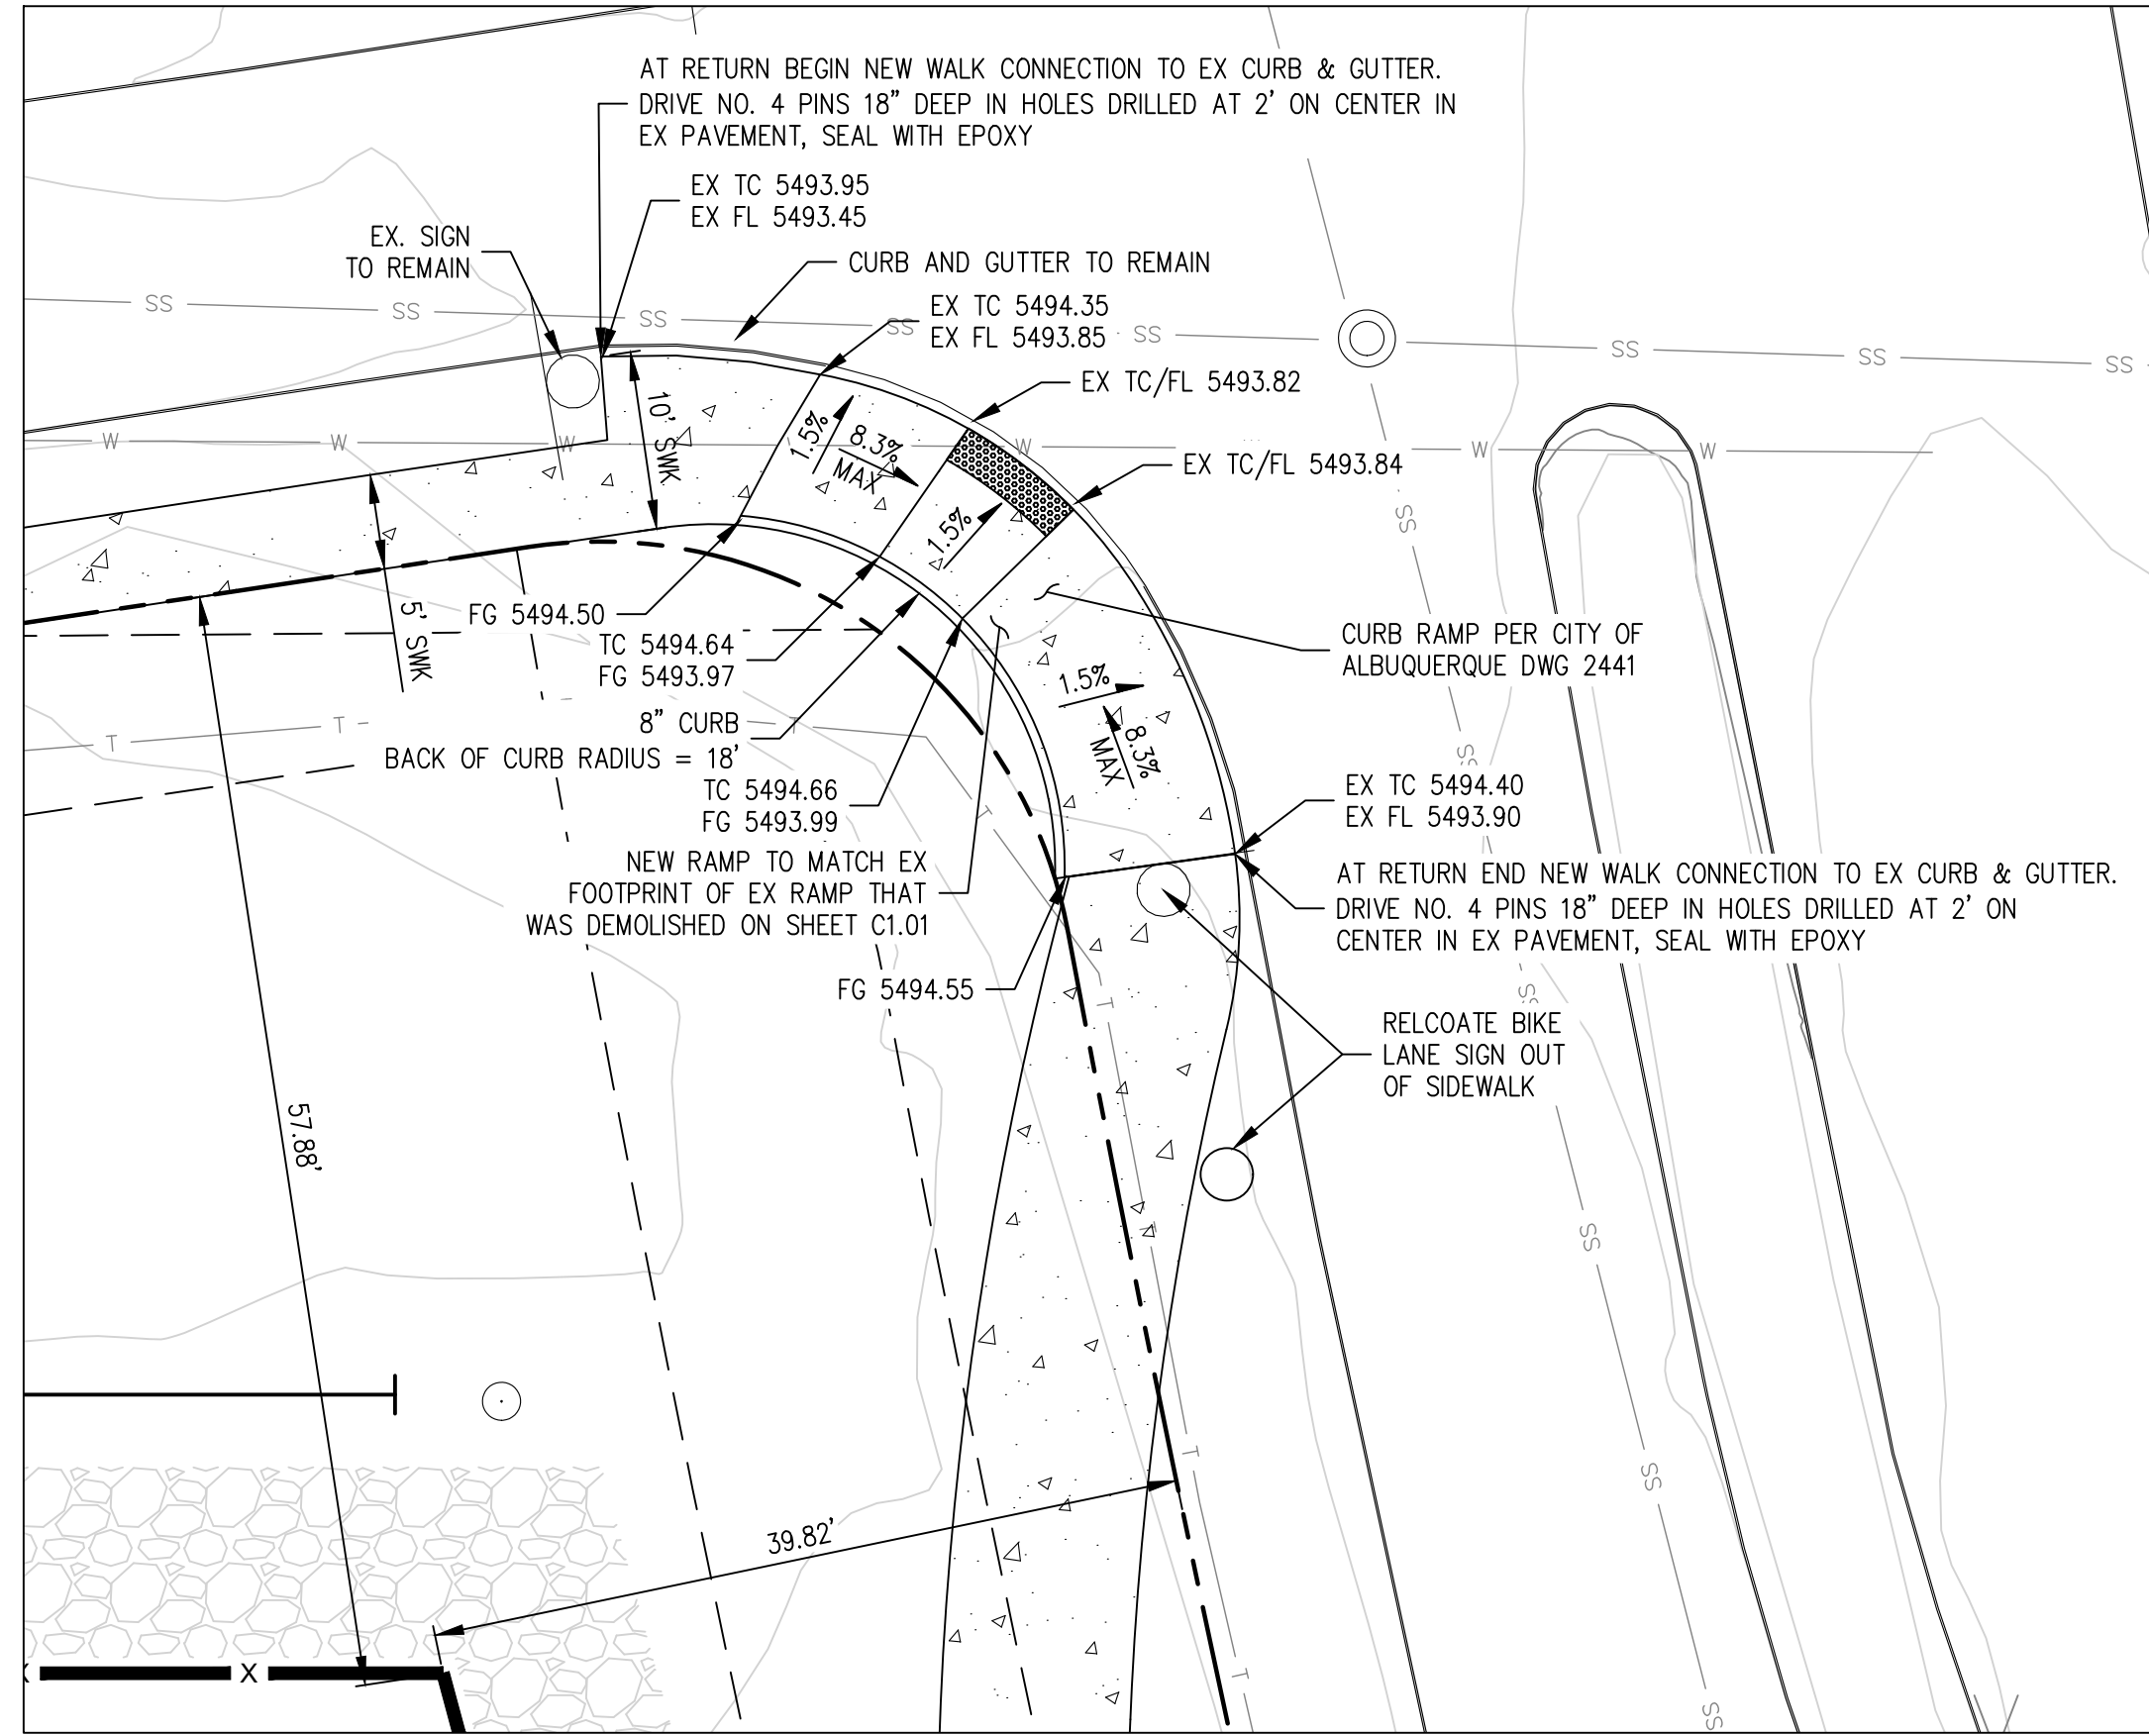 AT RETURN BEGIN NEW WALK CONNECTION TO EX CURB & GUTTER.
DRIVE NO. 4 PINS 18" DEEP IN HOLES DRILLED AT 2' ON CENTER IN
EX PAVEMENT, SEAL WITH EPOXY
EX TC 5493.95
EX FL 5493.45
EX. SIGN
TO REMAIN
CURB AND GUTTER TO REMAIN
SS
SS
SS
SS
SS
SS
SS
SS
EX TC 5494.35
EX FL 5493.85
EX TC/FL 5493.82
EX TC/FL 5493.84
W
W
W
W
W
W
10' SWK
1.5%
8.3%
MAX
1.5%
5' SWK
FG 5494.50
TC 5494.64
FG 5493.97
8" CURB
BACK OF CURB RADIUS = 18'
TC 5494.66
FG 5493.99
NEW RAMP TO MATCH EX
FOOTPRINT OF EX RAMP THAT
WAS DEMOLISHED ON SHEET C1.01
FG 5494.55
CURB RAMP PER CITY OF
ALBUQUERQUE DWG 2441
1.5%
8.3%
MAX
EX TC 5494.40
EX FL 5493.90
AT RETURN END NEW WALK CONNECTION TO EX CURB & GUTTER.
DRIVE NO. 4 PINS 18" DEEP IN HOLES DRILLED AT 2' ON
CENTER IN EX PAVEMENT, SEAL WITH EPOXY
RELCOATE BIKE
LANE SIGN OUT
OF SIDEWALK
SS
SS
SS
SS
SS
SS
T
T
T
T
T
T
T
T
57.88'
39.82'
X
X